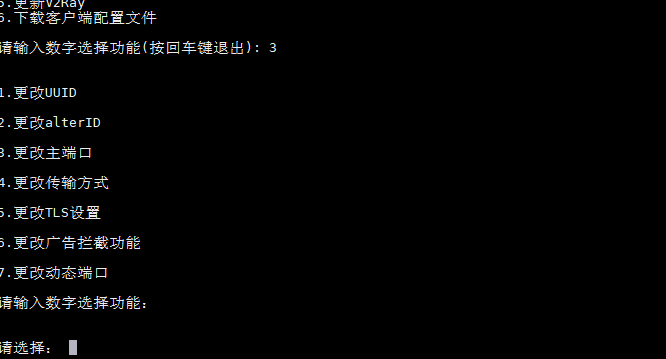 5.更新V2Ray
6.下载客户端配置文件
请输入数字选择功能(按回车键退出): 3
1.更改UUID
2.更改alterID
3.更改主端口
4.更改传输方式
5.更改TLS设置
6.更改广告拦截功能
7.更改动态端口
请输入数字选择功能:
请选择: